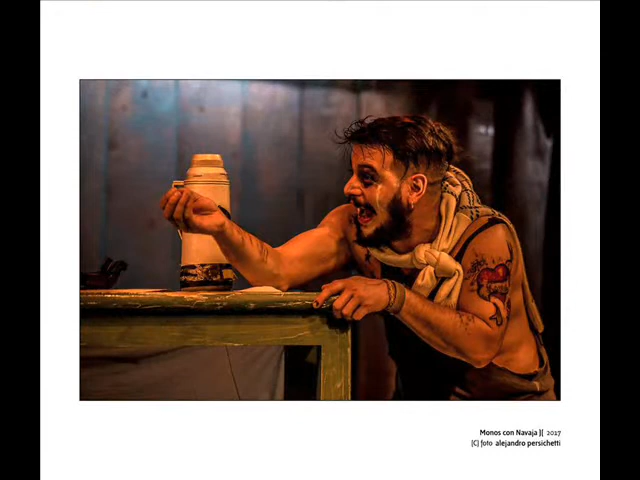 Monos con Navaja )( 2017
(C) foto alejandro persichetti